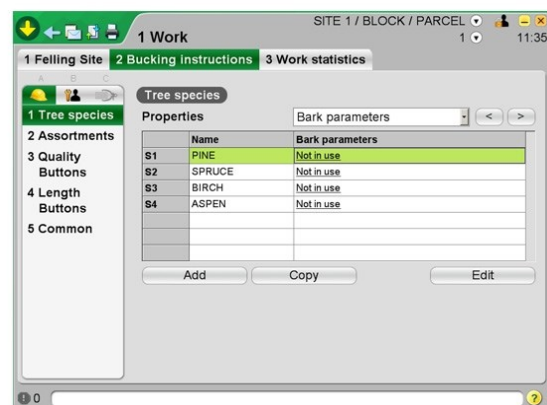 1 Work
SITE 1 / BLOCK / PARCEL
1
11:35
1 Felling Site 2 Bucking instructions 3 Work statistics
A B C
1 Tree species
2 Assortments
3 Quality
Buttons
4 Length
Buttons
5 Common
Tree species
Properties Bark parameters < >
Name Bark parameters
S1 PINE Not in use
S2 SPRUCE Not in use
S3 BIRCH Not in use
S4 ASPEN Not in use
Add Copy Edit
0 ?